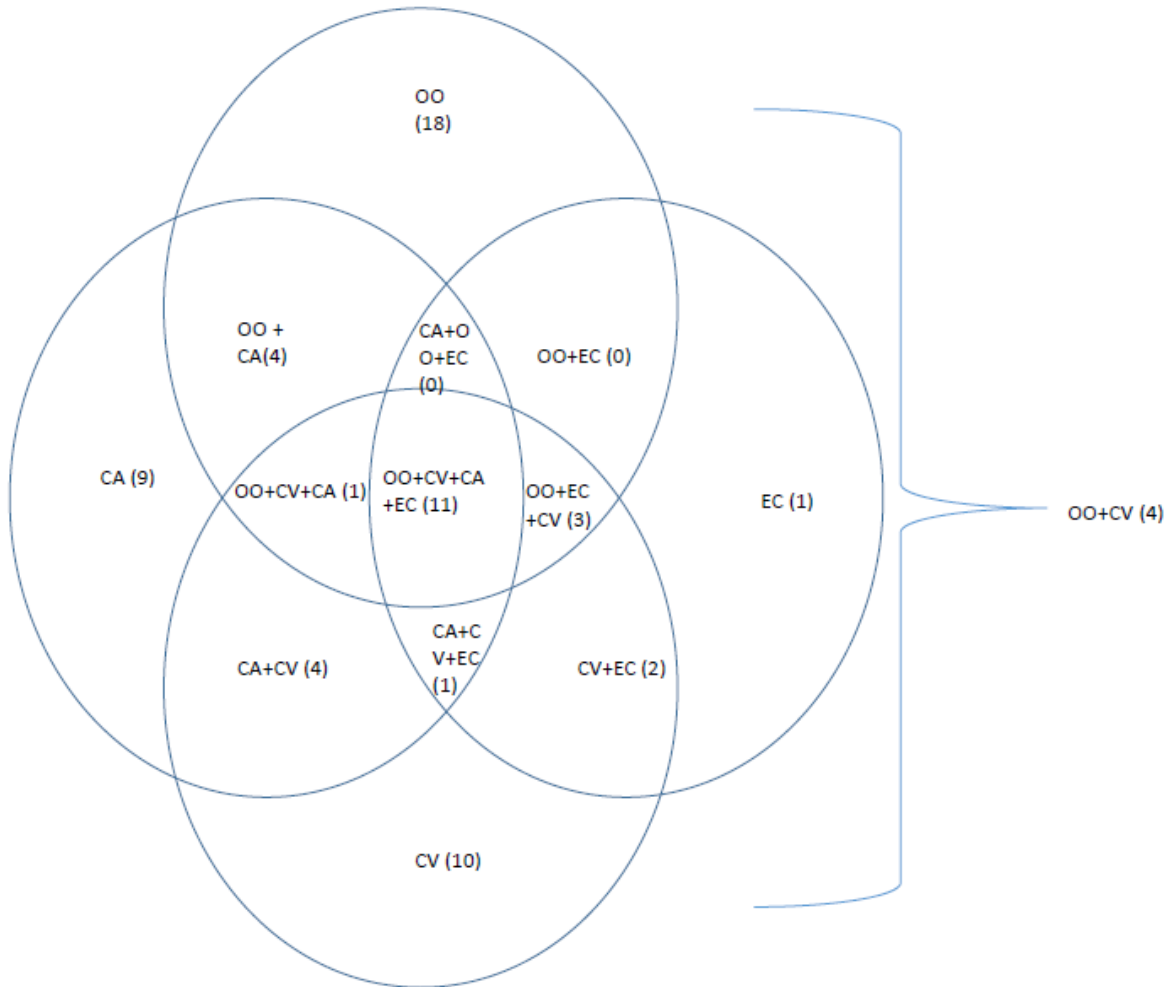 OO
(18)
OO +
CA(4)
CA+O
O+EC
(0)
OO+EC (0)
CA (9)
OO+CV+CA (1)
OO+CV+CA
+EC (11)
OO+EC
+CV (3)
EC (1)
OO+CV (4)
CA+CV (4)
CA+C
V+EC
(1)
CV+EC (2)
CV (10)